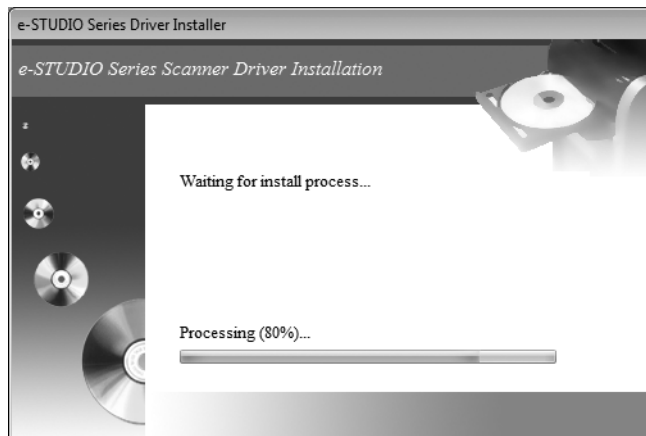 e-STUDIO Series Driver Installer
e-STUDIO Series Scanner Driver Installation
Waiting for install process...
Processing (80%)...